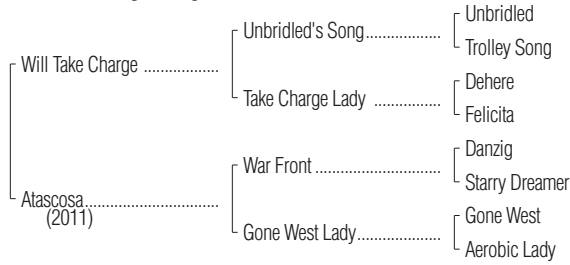 Unbridled
Unbridled's Song..................
Trolley Song
Will Take Charge ..................
Dehere
Take Charge Lady ................
Felicita
Danzig
War Front ..............................
Starry Dreamer
Atascosa................................
(2011)
Gone West
Gone West Lady....................
Aerobic Lady